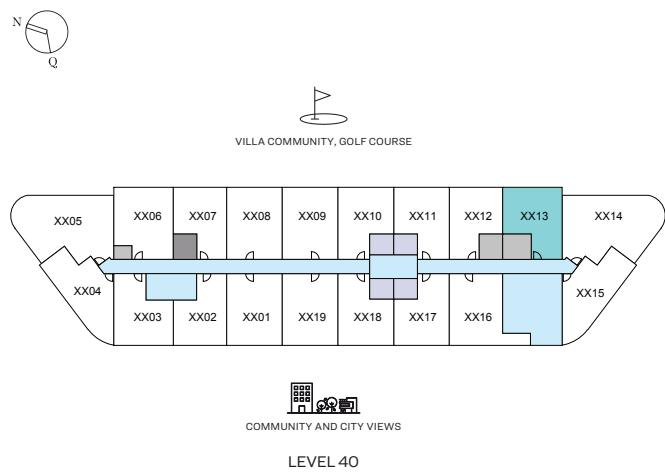 N
Q
VILLA COMMUNITY, GOLF COURSE
XX05
XX06
XX07
XX08
XX09
XX10
XX11
XX12
XX13
XX14
XX04
XX03
XX02
XX01
XX19
XX18
XX17
XX16
XX15
COMMUNITY AND CITY VIEWS
LEVEL 40